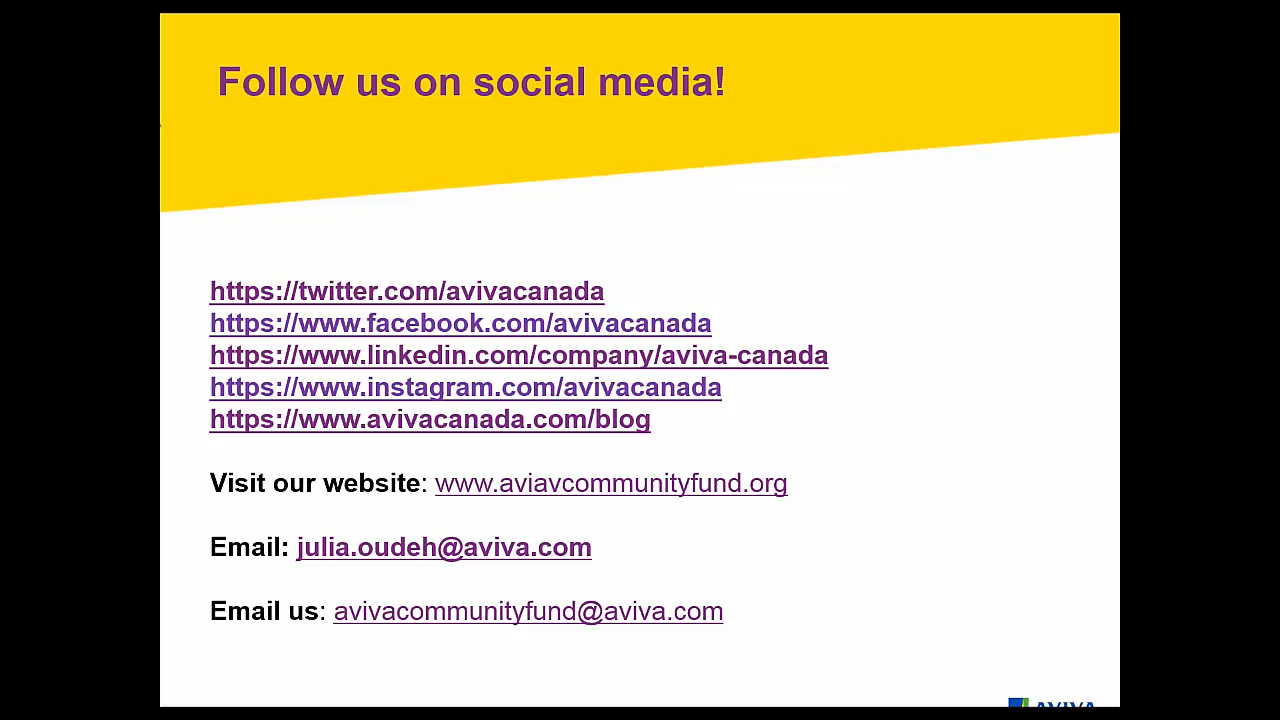 Follow us on social media!
https://twitter.com/avivacanada
https://www.facebook.com/avivacanada
https://www.linkedin.com/company/aviva-canada
https://www.instagram.com/avivacanada
https://www.avivacanada.com/blog
Visit our website: www.aviavcommunityfund.org
Email: julia.oudeh@aviva.com
Email us: avivacommunityfund@aviva.com
AVIVA